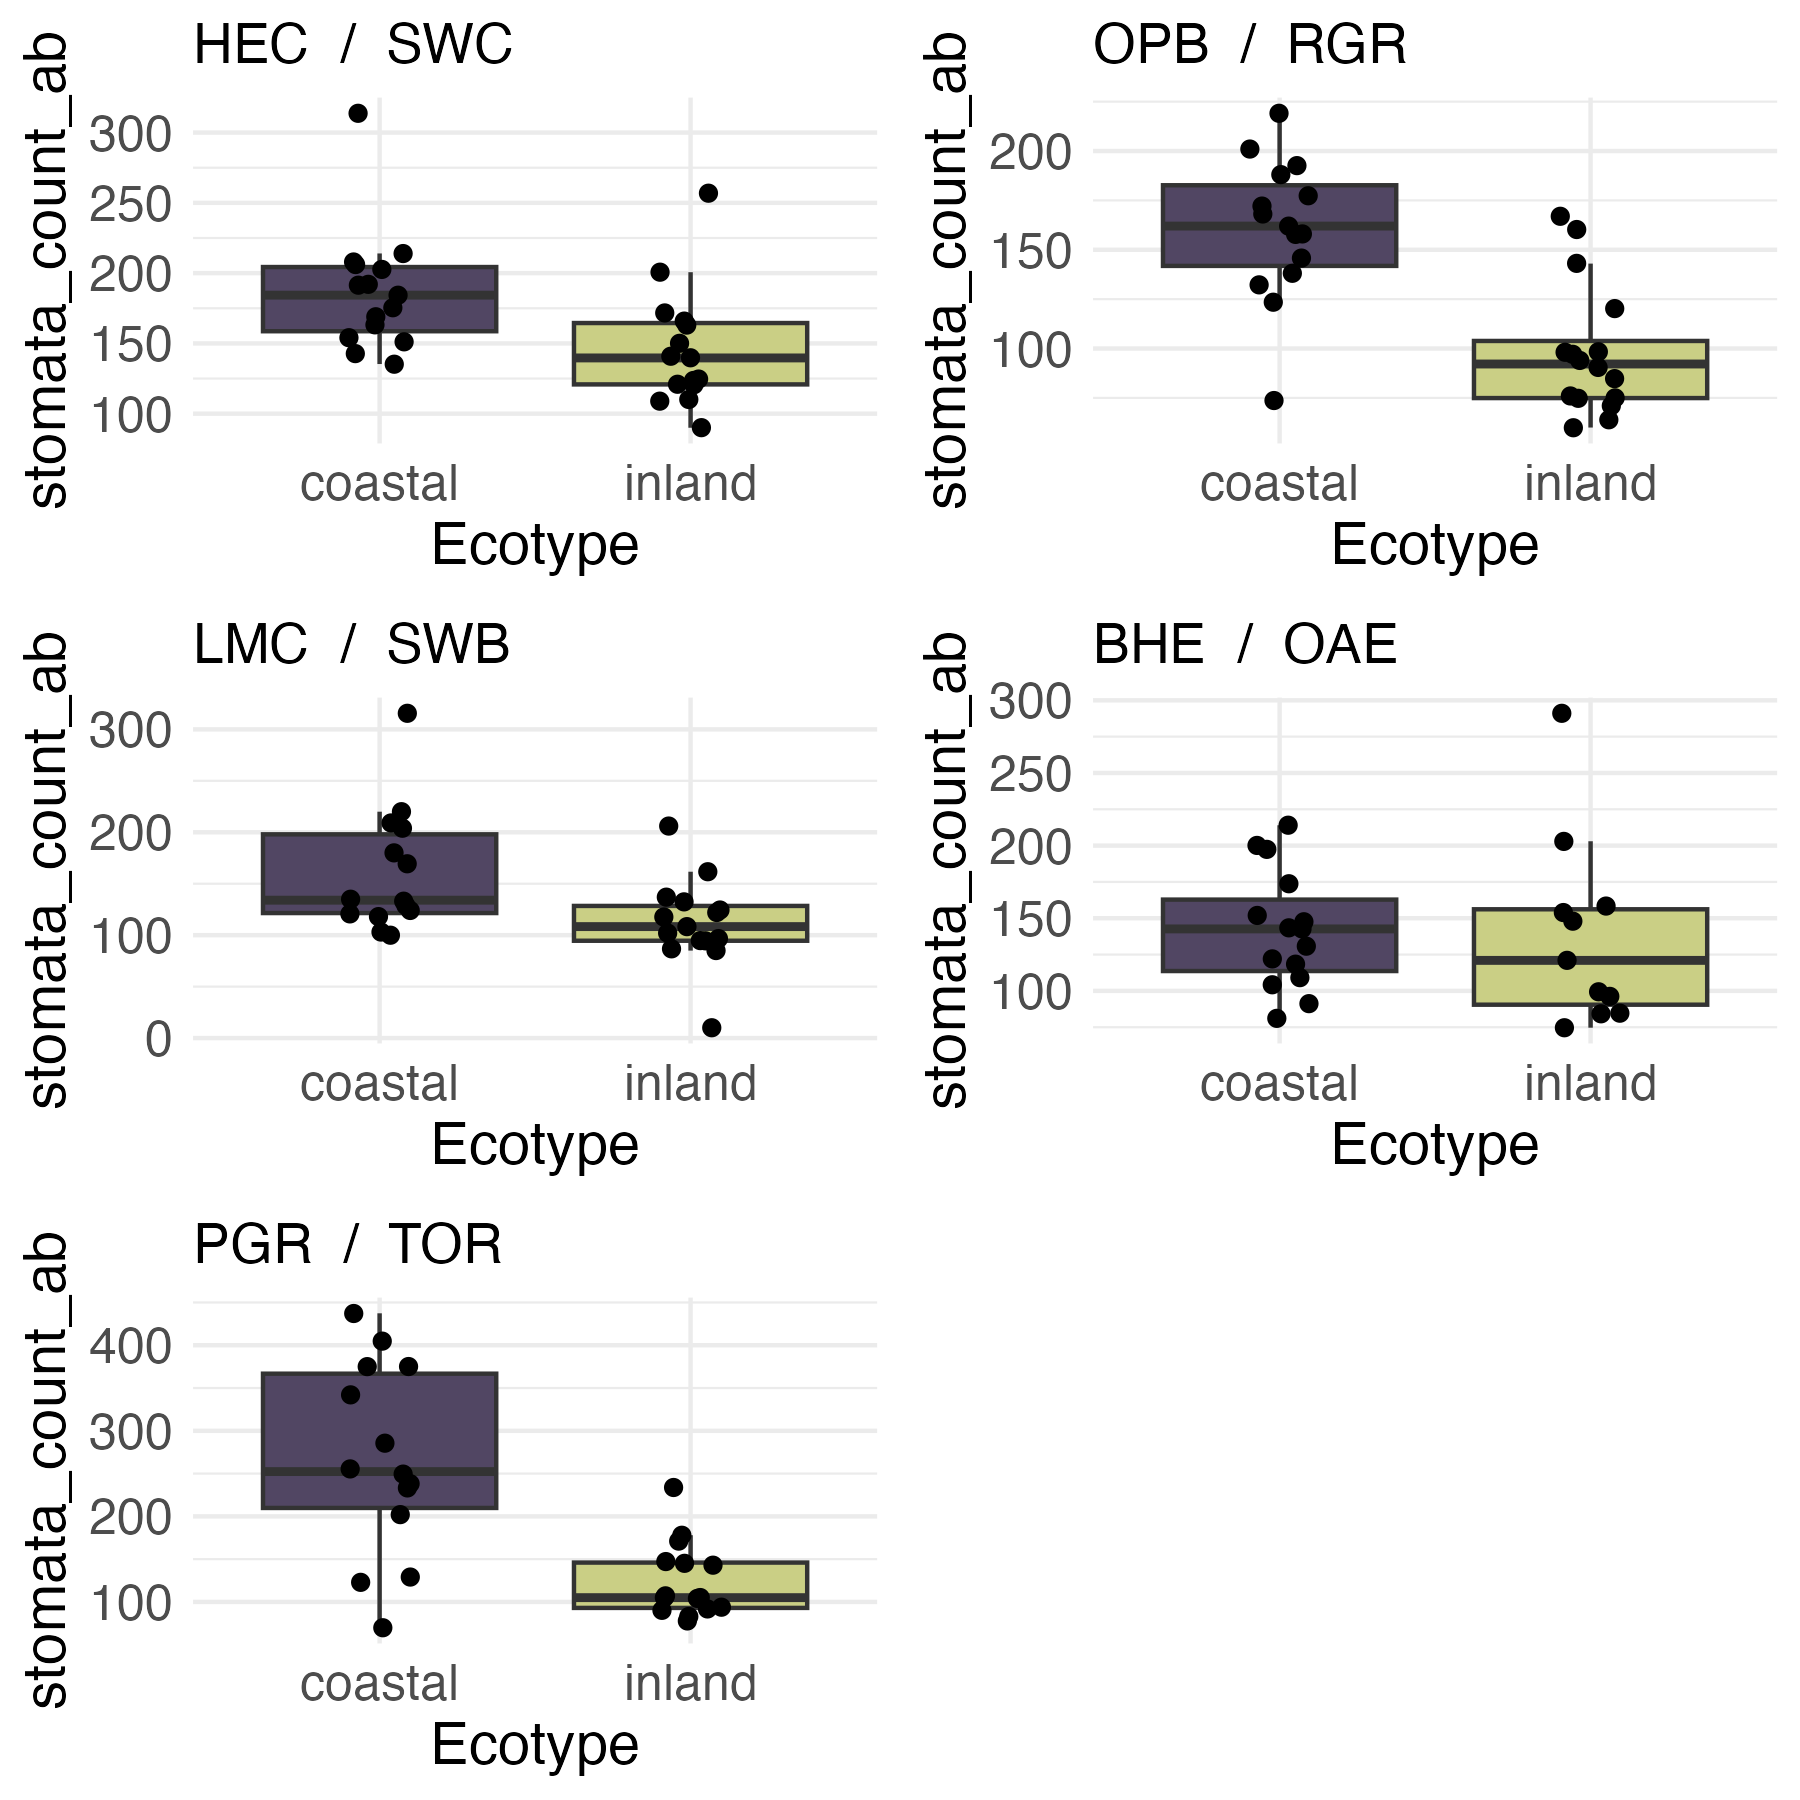 HEC / SWC
stomata_count_ab
300
250
200
150
100
coastal inland
Ecotype
OPB / RGR
stomata_count_ab
200
150
100
coastal inland
Ecotype
LMC / SWB
stomata_count_ab
300
200
100
0
coastal inland
Ecotype
BHE / OAE
stomata_count_ab
300
250
200
150
100
coastal inland
Ecotype
PGR / TOR
stomata_count_ab
400
300
200
100
coastal inland
Ecotype